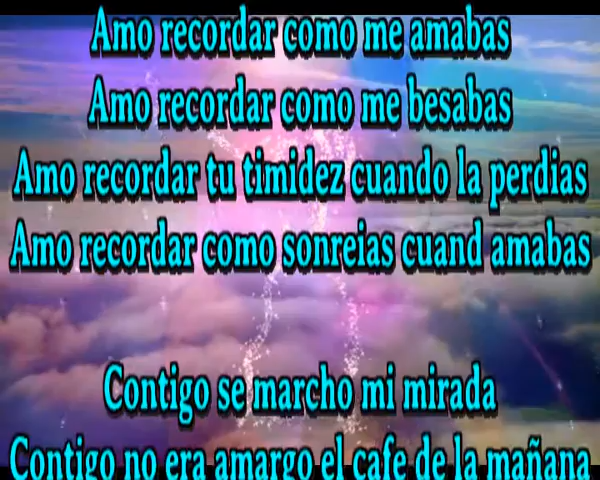 Amo recordar como me amabas
Amo recordar como me besabas
Amo recordar tu timidez cuando la perdias
Amo recordar como sonreias cuand amabas
Contigo se marcho mi mirada
Contigo no era amargo el cafe de la mañana